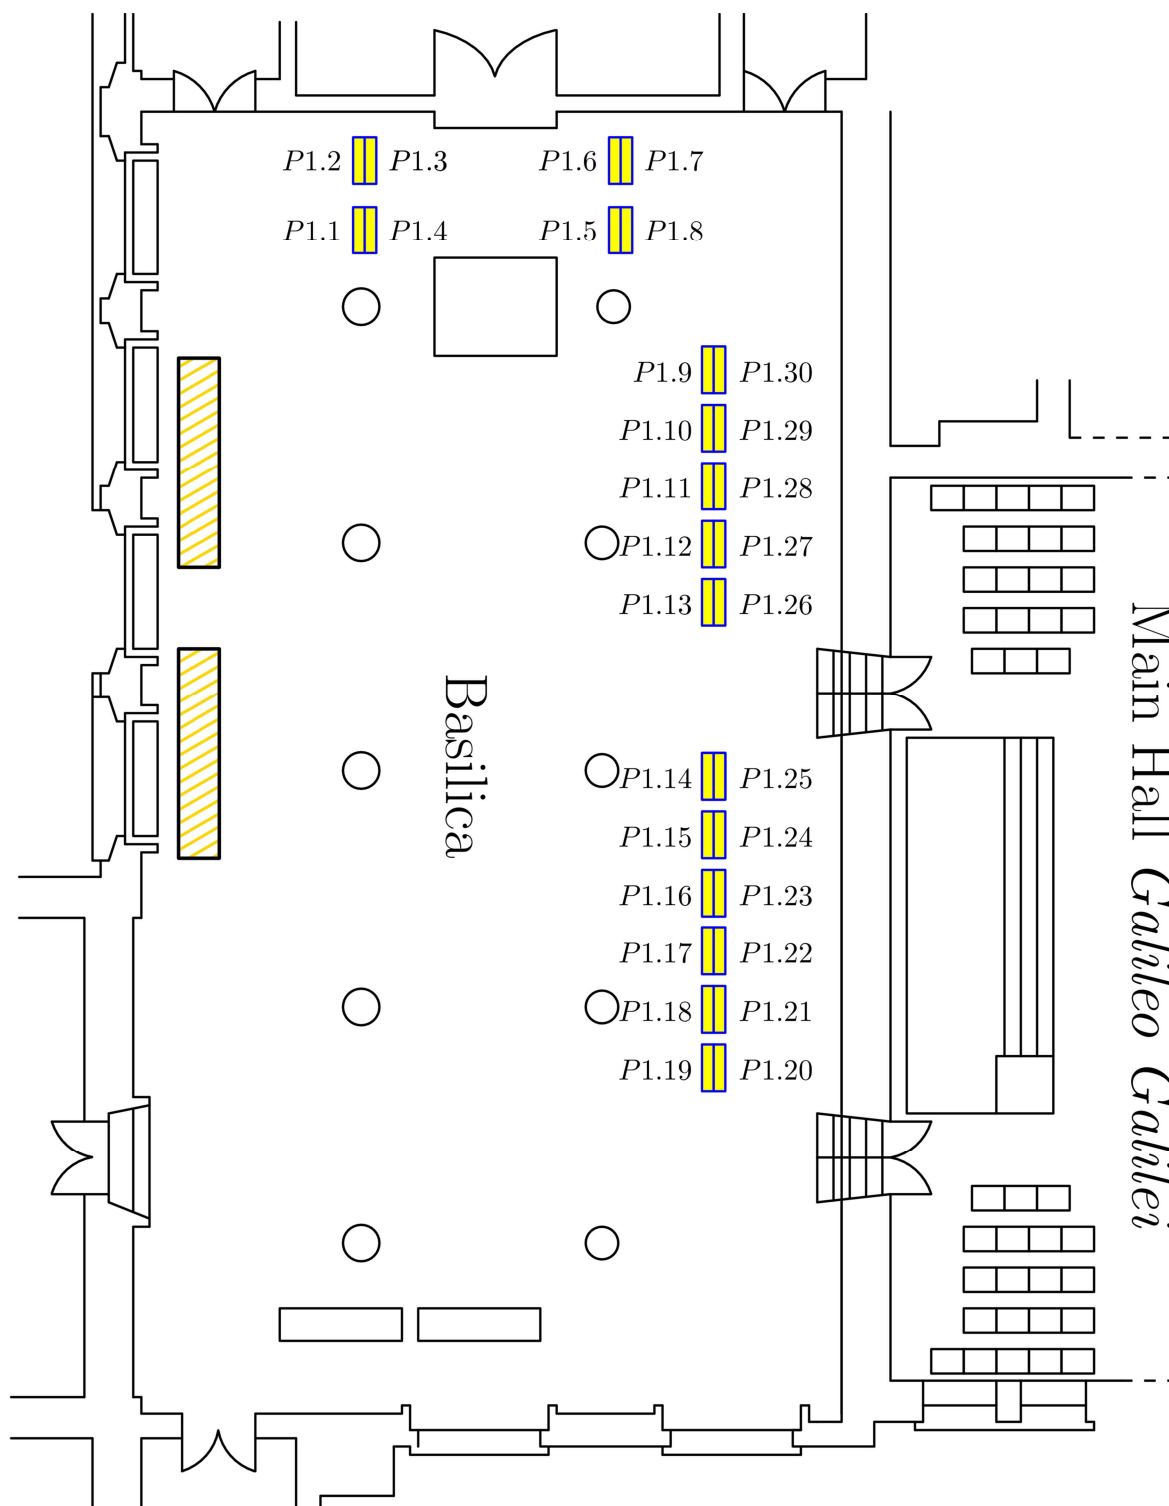 P1.2 P1.3 P1.6 P1.7
P1.1 P1.4 P1.5 P1.8
P1.9 P1.30
P1.10 P1.29
P1.11 P1.28
P1.12 P1.27
P1.13 P1.26
Basilica
P1.14 P1.25
P1.15 P1.24
P1.16 P1.23
P1.17 P1.22
P1.18 P1.21
P1.19 P1.20
Main Hall Galileo Galilei